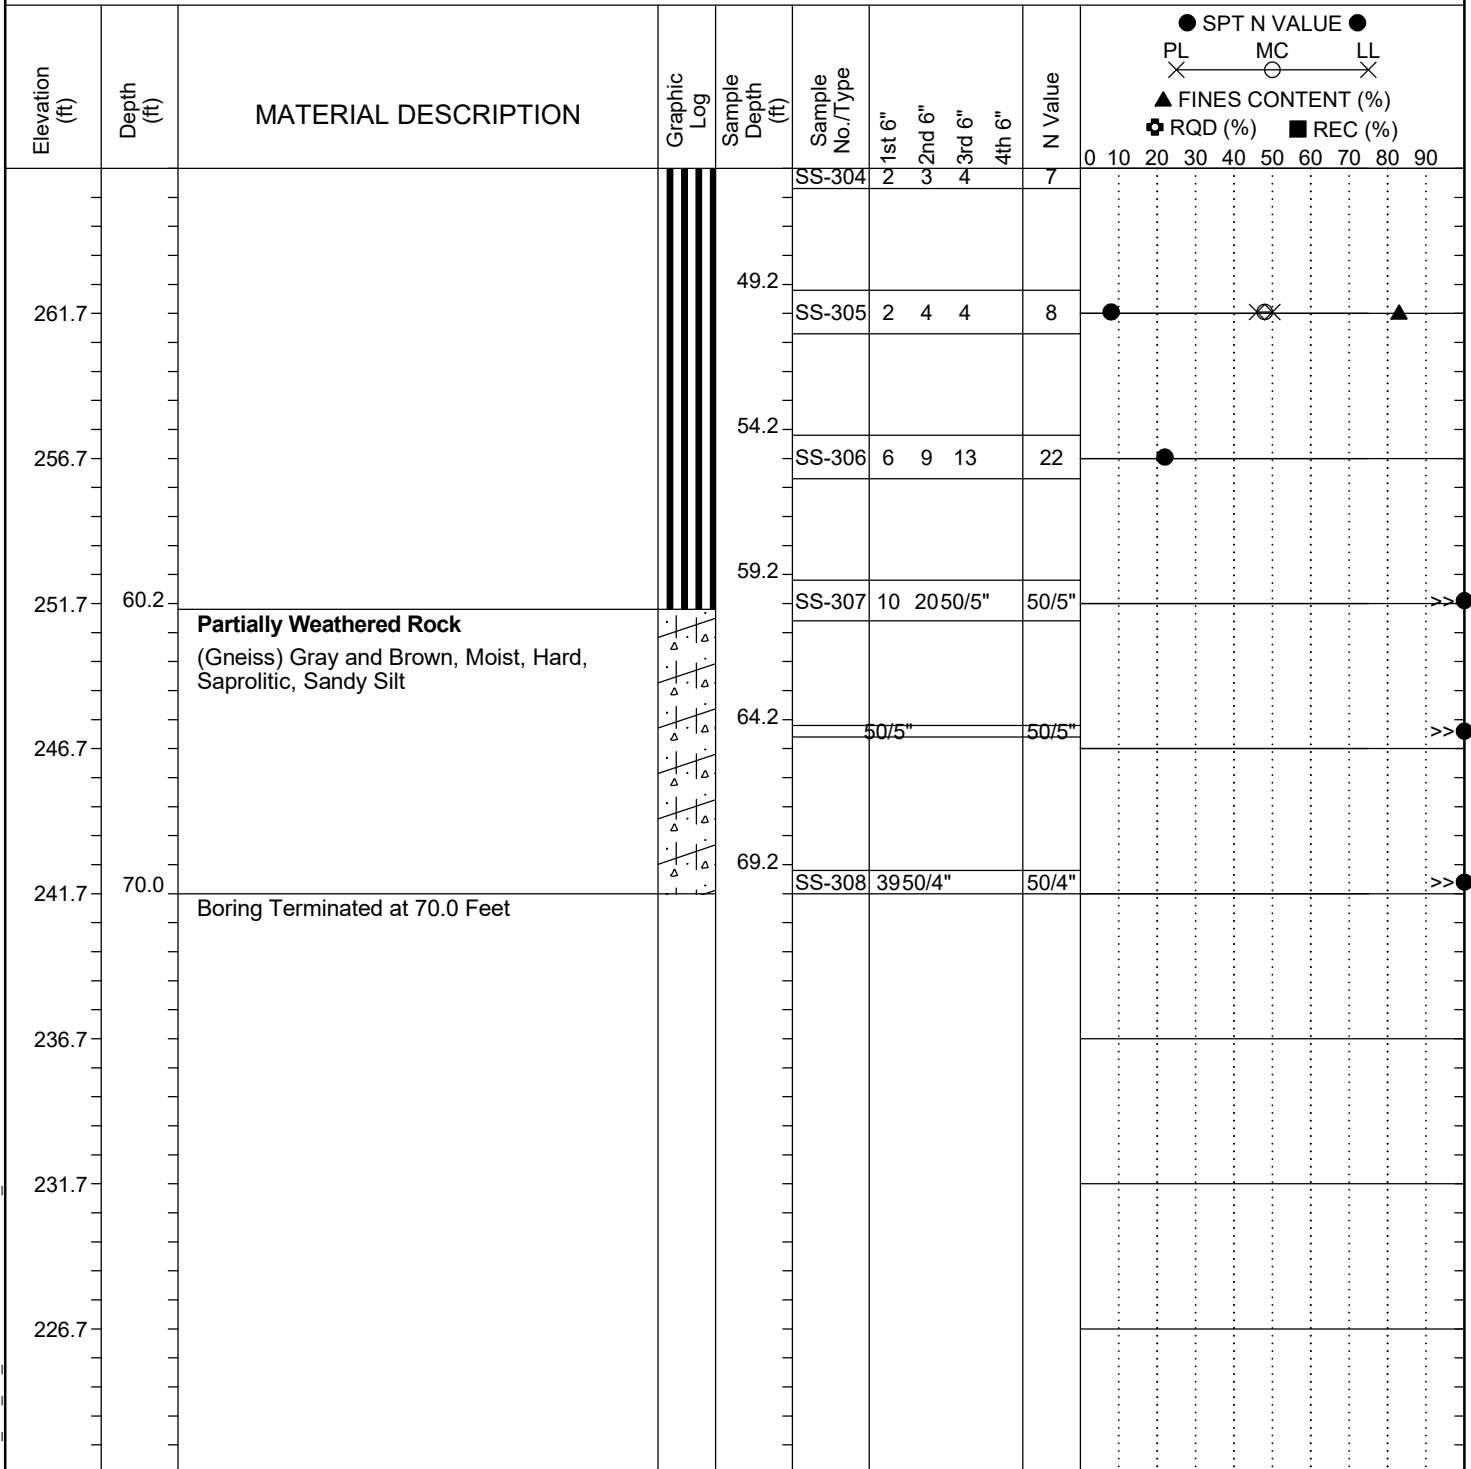 ● SPT N VALUE ●
PL MC LL
▲ FINES CONTENT (%)
RQD (%) ■ REC (%)
Elevation (ft)
Depth (ft)
MATERIAL DESCRIPTION
Graphic Log
Sample Depth (ft)
Sample No./Type
1st 6"
2nd 6"
3rd 6"
4th 6"
N Value
0 10 20 30 40 50 60 70 80 90
SS-304 2 3 4 7
49.2
261.7 SS-305 2 4 4 8
54.2
256.7 SS-306 6 9 13 22
59.2
251.7 60.2 SS-307 10 20 50/5" 50/5" >>
Partially Weathered Rock
(Gneiss) Gray and Brown, Moist, Hard,
Saprolitic, Sandy Silt
64.2
50/5" 50/5" >>
246.7
69.2
SS-308 39 50/4" 50/4" >>
241.7 70.0
Boring Terminated at 70.0 Feet
236.7
231.7
226.7